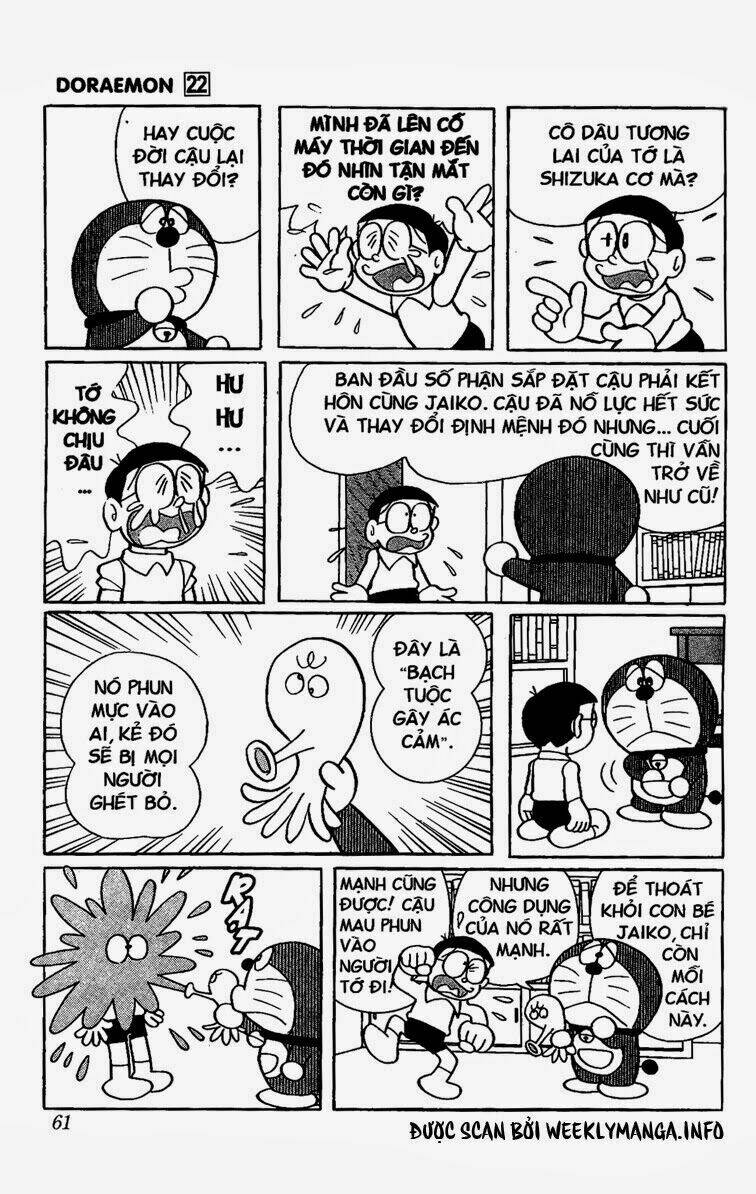 DORAEMON 22
CÔ DÂU TƯƠNG
LAI CỦA TỚ LÀ
SHIZUKA CƠ MÀ?
MÌNH ĐÃ LÊN CỖ
MÁY THỜI GIAN ĐẾN
ĐÓ NHÌN TẬN MẮT
CÒN GÌ?
HAY CUỘC
ĐỜI CẬU LẠI
THAY ĐỔI?
BAN ĐẦU SỐ PHẬN SẮP ĐẶT CẬU PHẢI KẾT
HÔN CÙNG JAIKO. CẬU ĐÃ NỖ LỰC HẾT SỨC
VÀ THAY ĐỔI ĐỊNH MỆNH ĐÓ NHƯNG... CUỐI
CÙNG THÌ VẪN
TRỞ VỀ
NHƯ CŨ!
HU
HU
...
TỚ
KHÔNG
CHỊU
ĐÂU
...
ĐÂY LÀ
"BẠCH
TUỘC
GÂY ÁC
CẢM".
NÓ PHUN
MỰC VÀO
AI, KẺ ĐÓ
SẼ BỊ MỌI
NGƯỜI
GHÉT BỎ.
ĐỂ THOÁT
KHỎI CON BÉ
JAIKO, CHỈ
CÒN
MỖI
CÁCH
NÀY.
NHƯNG
CÔNG DỤNG
CỦA NÓ RẤT
MẠNH.
MẠNH CŨNG
ĐƯỢC! CẬU
MAU PHUN
VÀO
NGƯỜI
TỚ ĐI!
RẸT
61
ĐƯỢC SCAN BỞI WEEKLYMANGA.INFO